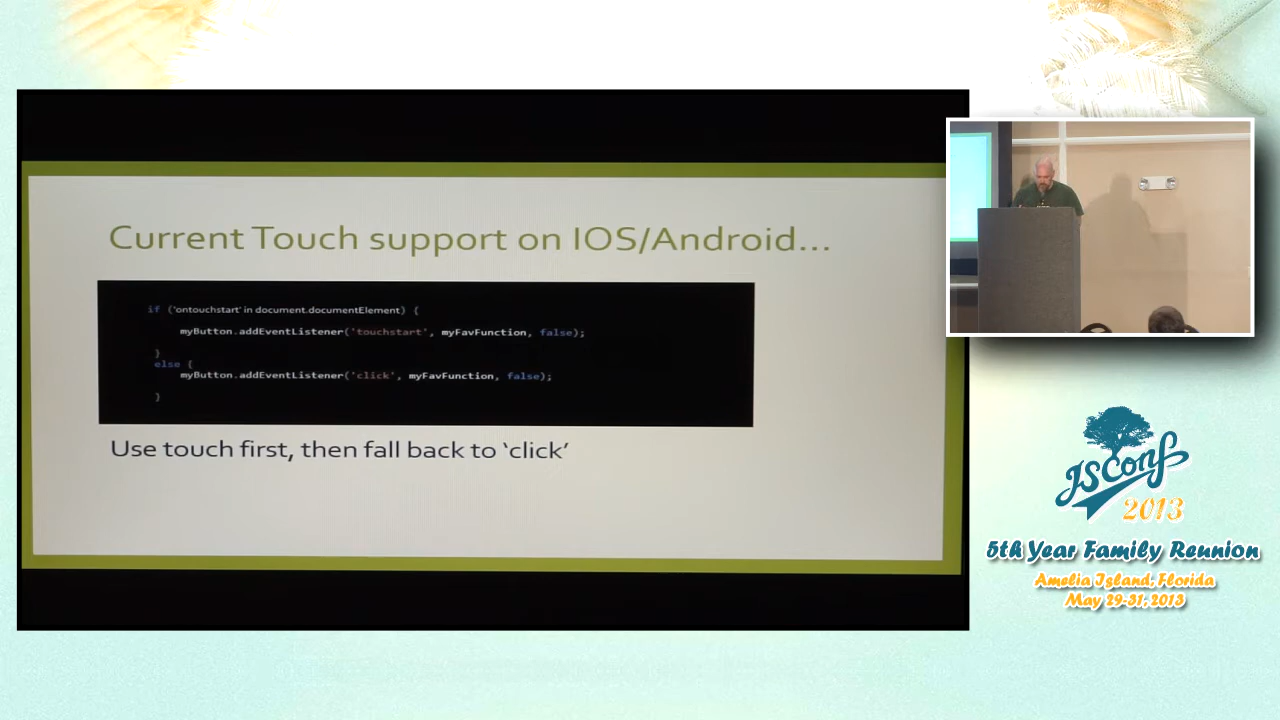 Current Touch support on IOS/Android...
if ('ontouchstart' in document.documentElement) {
myButton.addEventListener('touchstart', myFavFunction, false);
}
else {
myButton.addEventListener('click', myFavFunction, false);
}
Use touch first, then fall back to 'click'
JSConf
2013
5th Year Family Reunion
Amelia Island, Florida
May 29-31, 2013